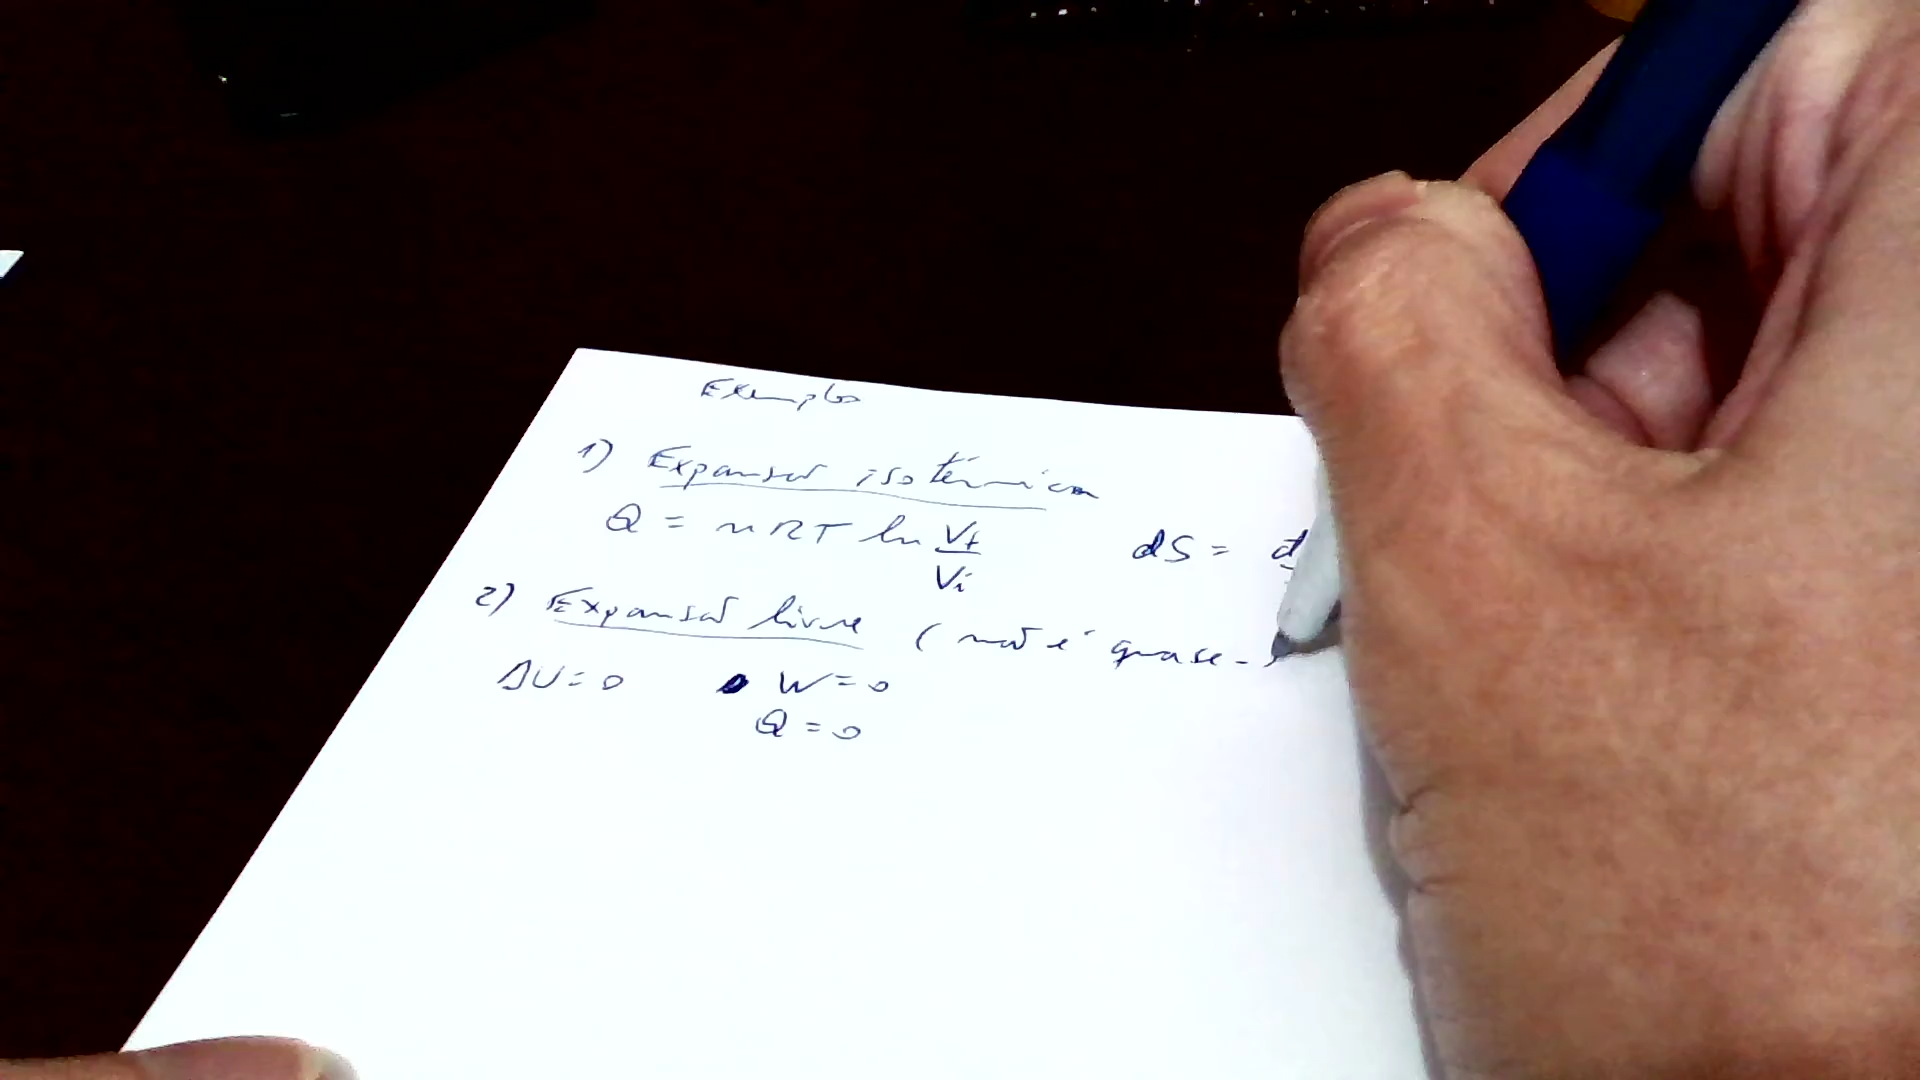 Exemplos
1) Expansão isotérmica
Q = nRT ln Vf/Vi dS = đ
2) Expansão livre (não é quase-
ΔU = 0 W = 0
Q = 0